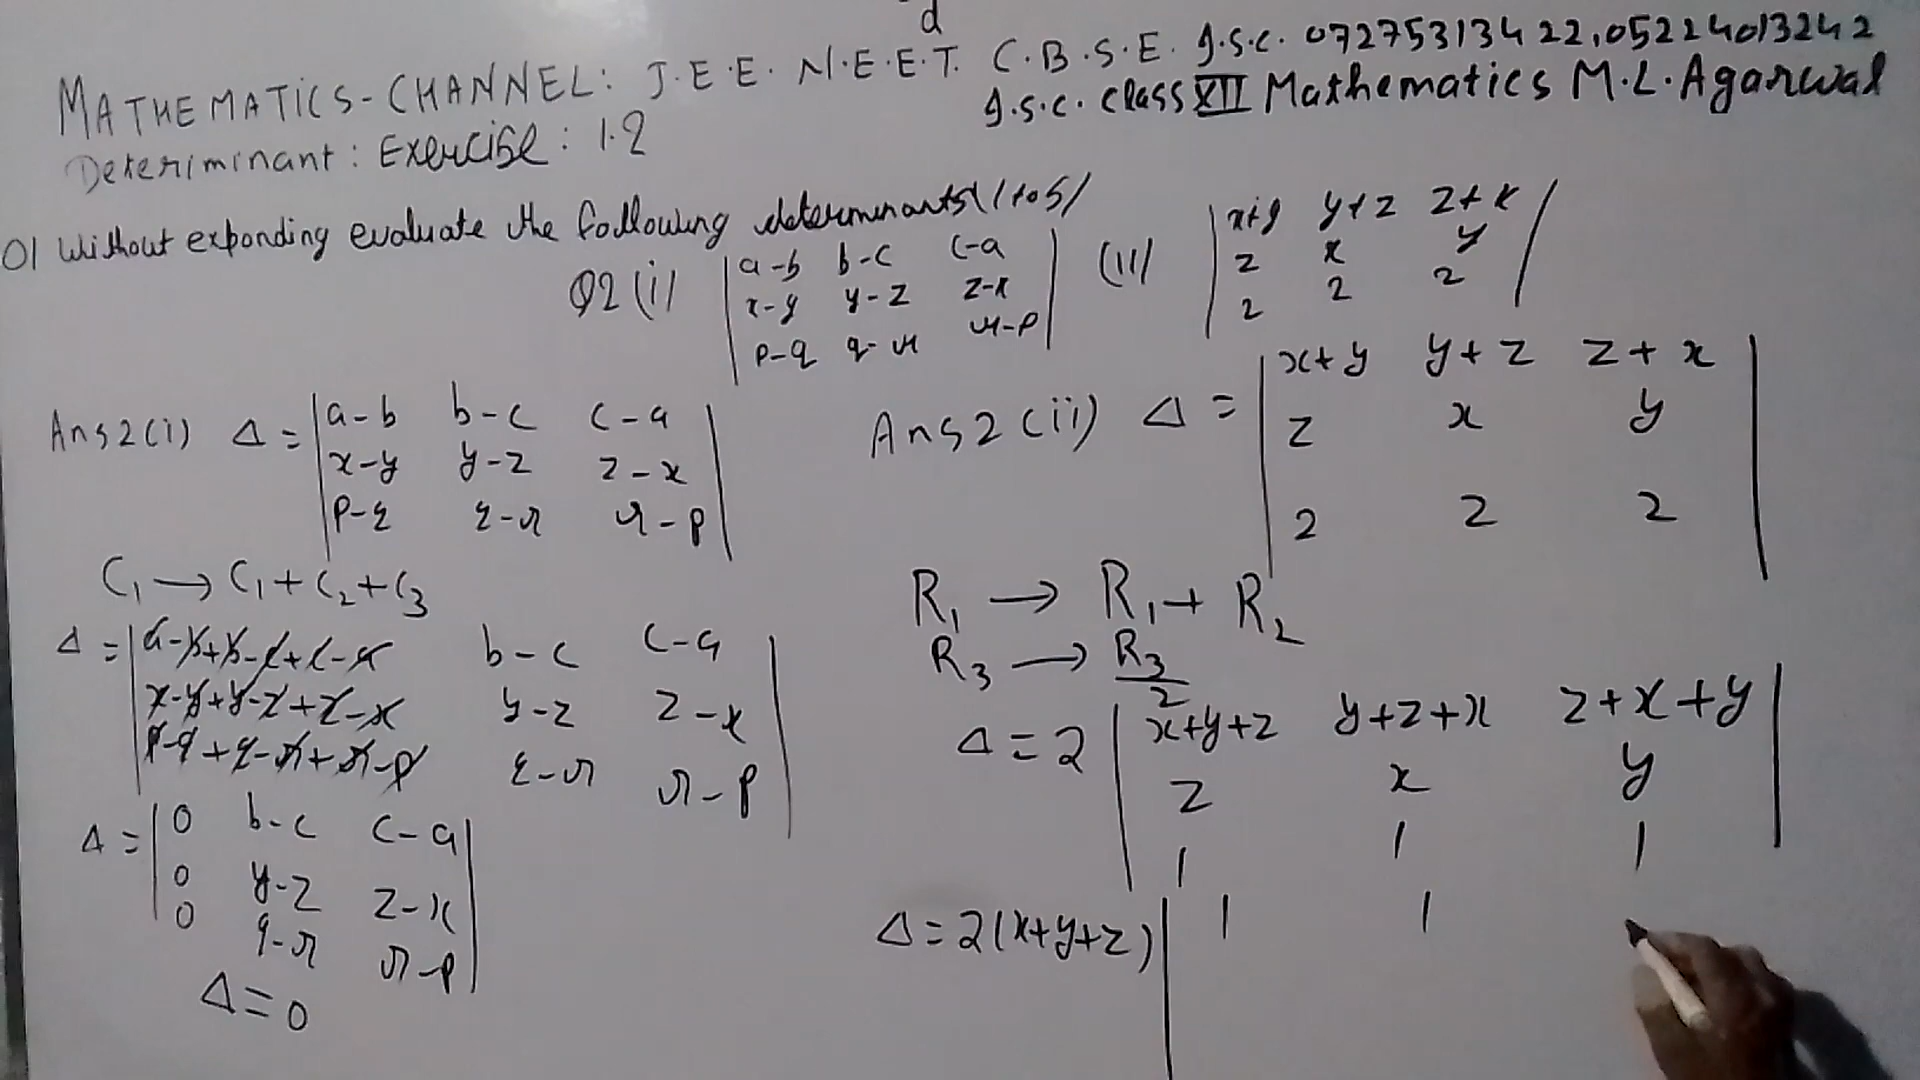 d
MATHEMATICS-CHANNEL: J.E.E. N.E.E.T. C.B.S.E. I.S.C. 07275313422,05224013242
I.S.C. Class XII Mathematics M.L.Agarwal
Deteriminant: Exercise: 1.2
01 Without expanding evaluate the following determinants (1 to 5)
Q2 (i) | a-b b-c c-a |
| x-y y-z z-x |
| p-q q-r r-p |
(ii) | x+y y+z z+x |
| z x y |
| 2 2 2 |
Ans 2(i) Δ = | a-b b-c c-a |
| x-y y-z z-x |
| p-q q-r r-p |
C₁ → C₁+C₂+C₃
Δ = | a-b+b-c+c-a b-c c-a |
| x-y+y-z+z-x y-z z-x |
| p-q+q-r+r-p q-r r-p |
Δ = | 0 b-c c-a |
| 0 y-z z-x |
| 0 q-r r-p |
Δ = 0
Ans 2 (ii) Δ = | x+y y+z z+x |
| z x y |
| 2 2 2 |
R₁ → R₁ + R₂
R₃ → R₃/2
Δ = 2 | x+y+z y+z+x z+x+y |
| z x y |
| 1 1 1 |
Δ = 2(x+y+z) | 1 1